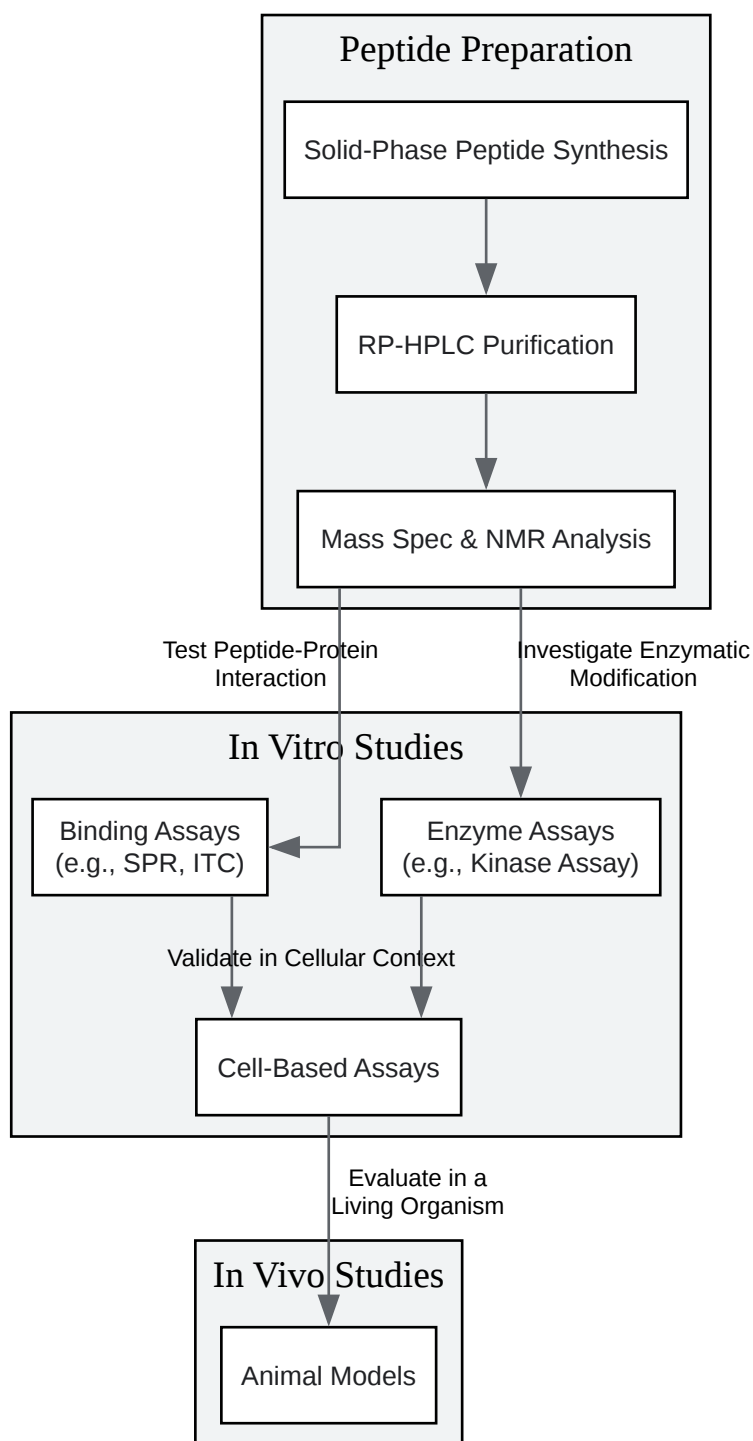 Peptide Preparation
Solid-Phase Peptide Synthesis
RP-HPLC Purification
Mass Spec & NMR Analysis
Test Peptide-Protein
Interaction
Investigate Enzymatic
Modification
In Vitro Studies
Binding Assays
(e.g., SPR, ITC)
Enzyme Assays
(e.g., Kinase Assay)
Validate in Cellular Context
Cell-Based Assays
Evaluate in a
Living Organism
In Vivo Studies
Animal Models